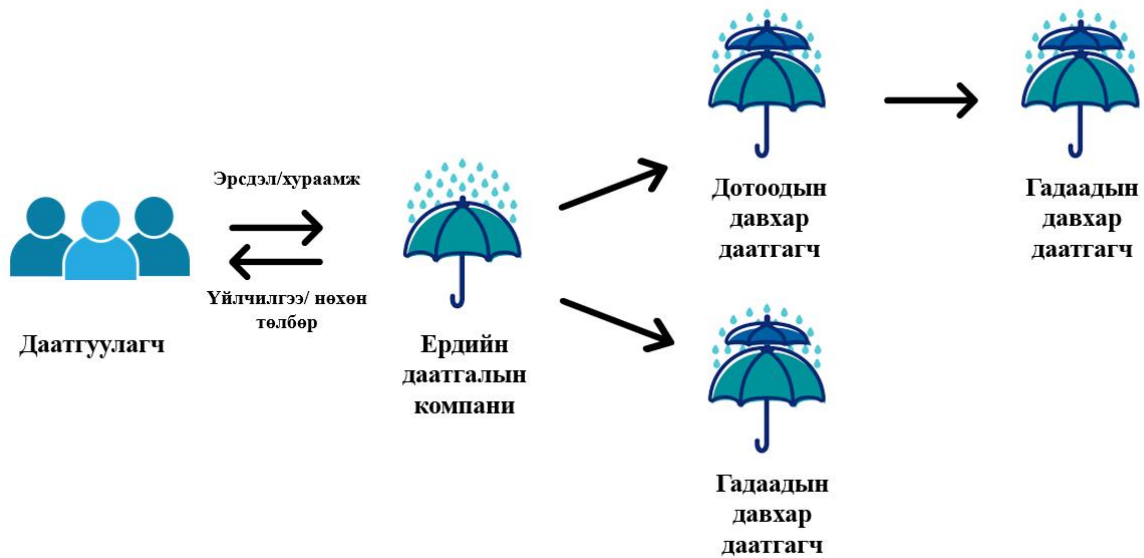 Эрсдэл/хураамж
Үйлчилгээ/ нөхөн
төлбөр
Даатгуулагч
Ердийн
даатгалын
компани
Дотоодын
давхар
даатгагч
Гадаадын
давхар
даатгагч
Гадаадын
давхар
даатгагч